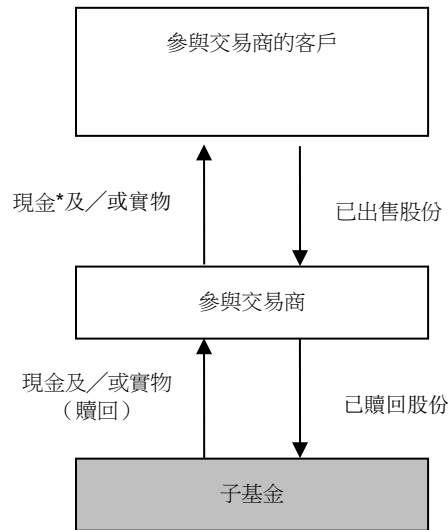 參與交易商的客戶
現金*及／或實物
已出售股份
參與交易商
現金及／或實物
（贖回）
已贖回股份
子基金